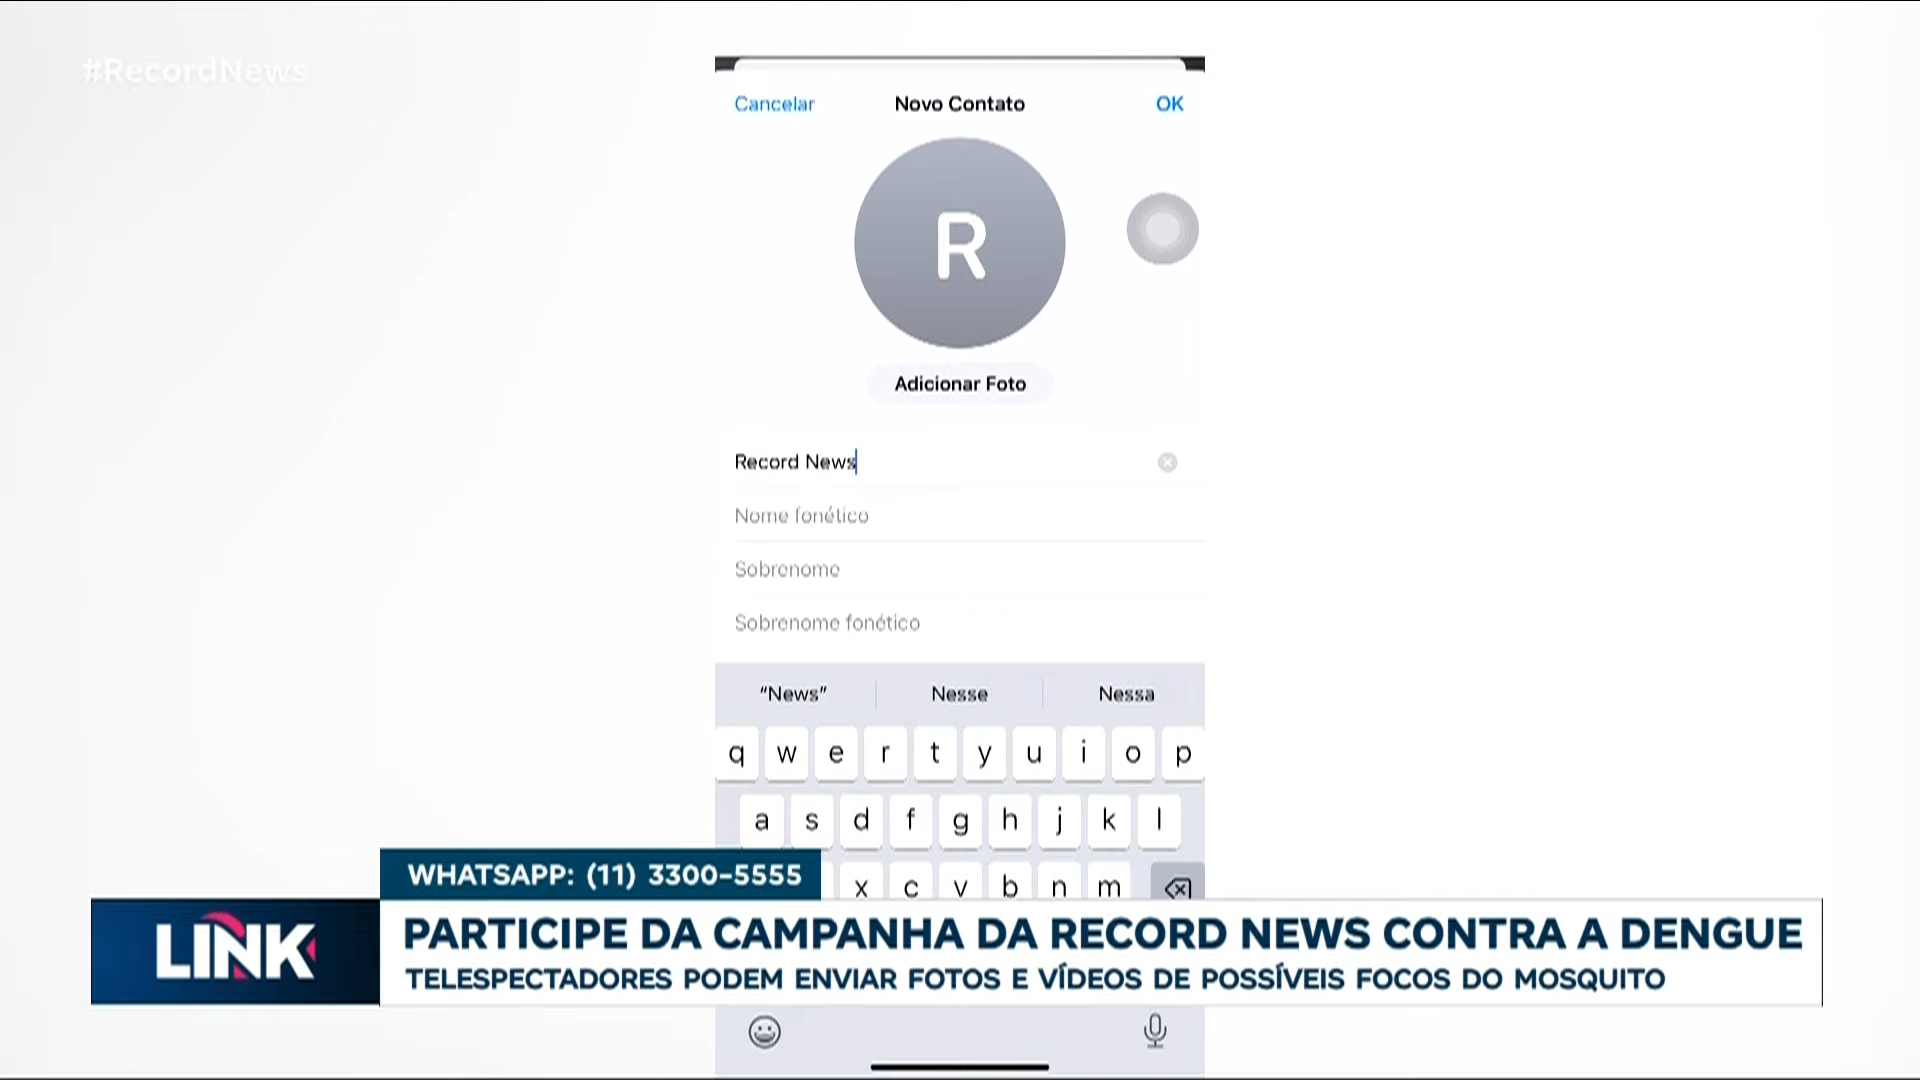 #RecordNews
Cancelar Novo Contato OK
R
Adicionar Foto
Record News
Nome fonético
Sobrenome
Sobrenome fonético
“News” Nesse Nessa
q w e r t y u i o p
a s d f g h j k l
x c v b n m
WHATSAPP: (11) 3300-5555
LINK
PARTICIPE DA CAMPANHA DA RECORD NEWS CONTRA A DENGUE
TELESPECTADORES PODEM ENVIAR FOTOS E VÍDEOS DE POSSÍVEIS FOCOS DO MOSQUITO